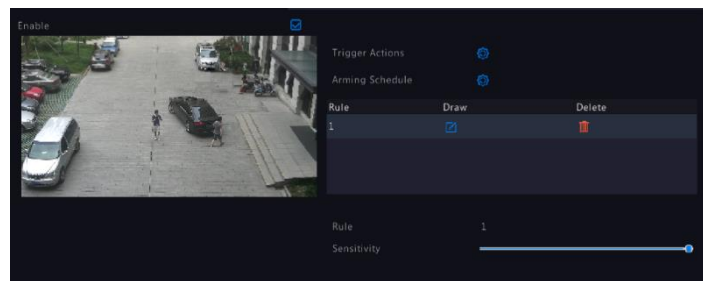 Enable
Trigger Actions
Arming Schedule
Rule Draw Delete
1
Rule 1
Sensitivity